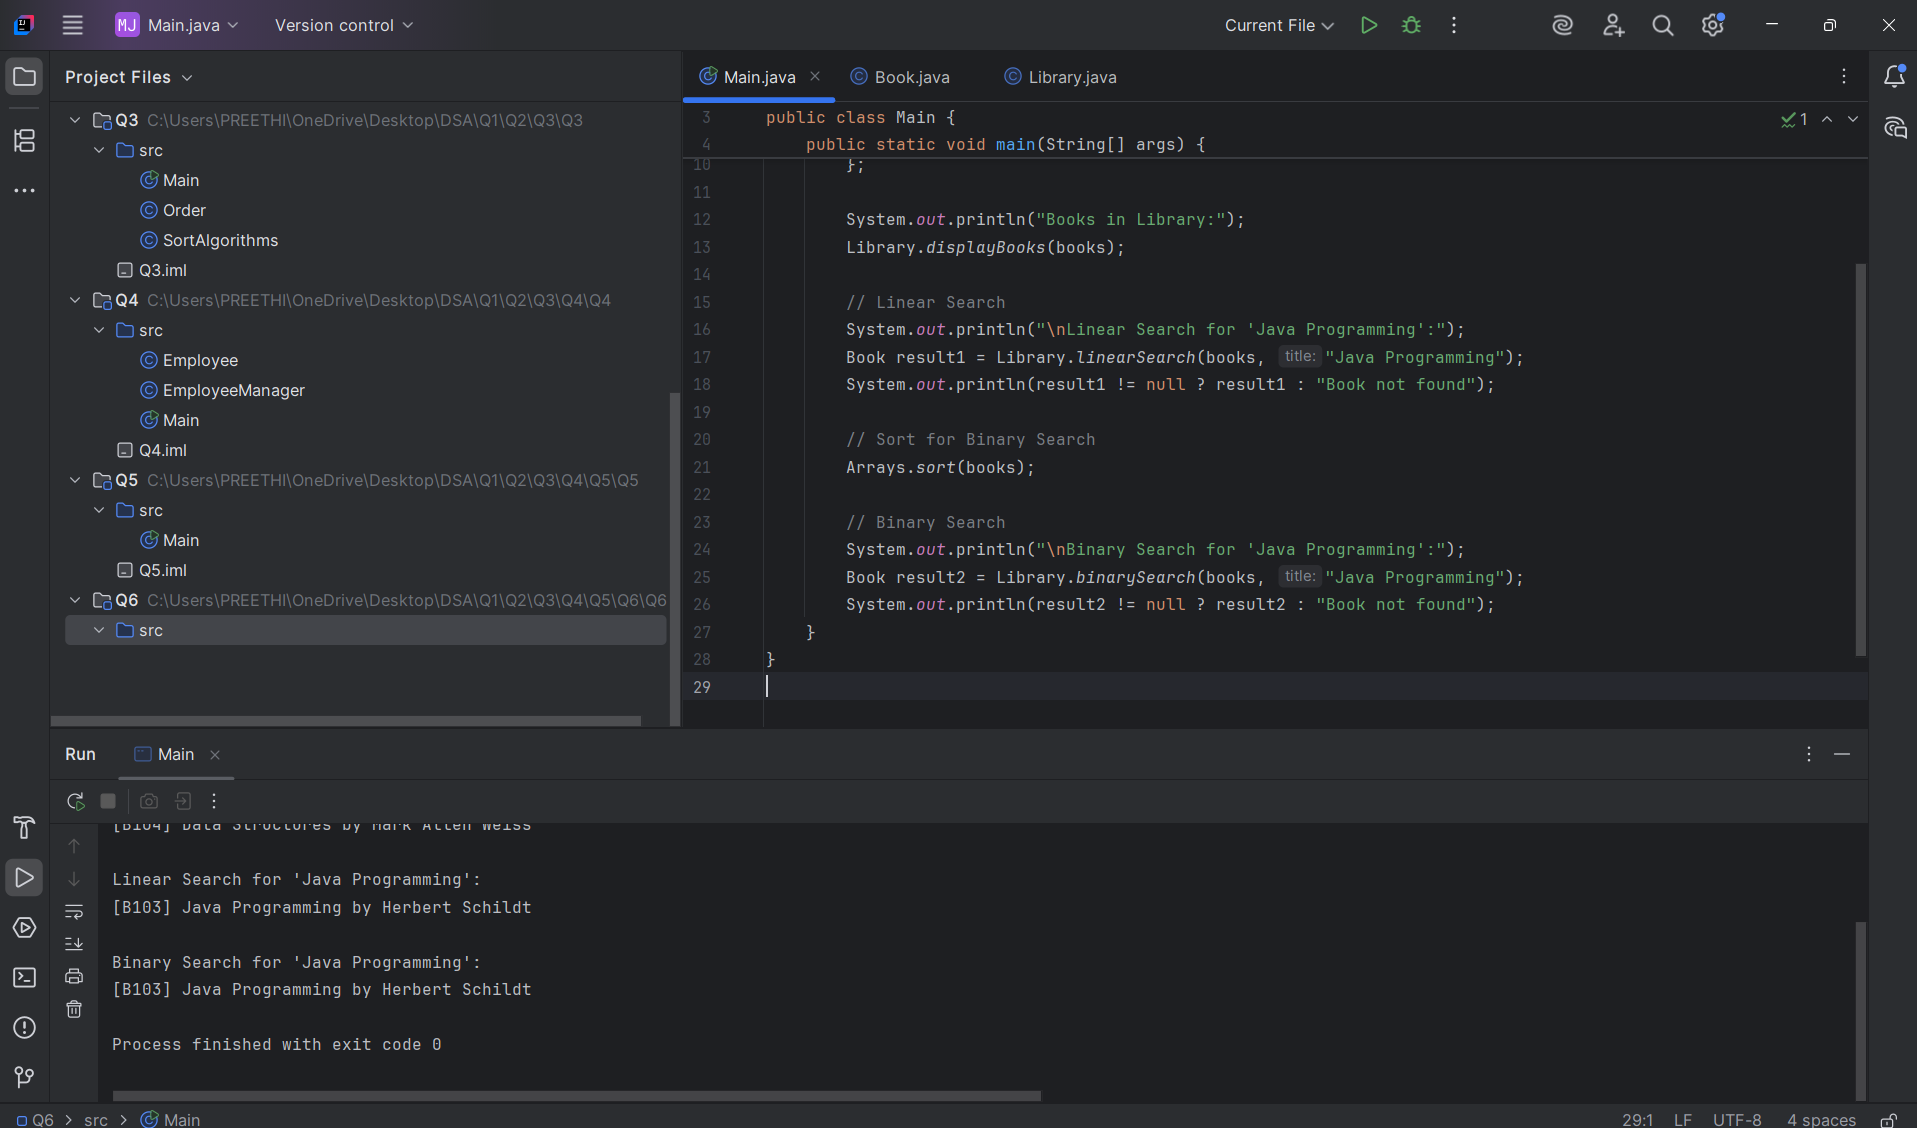 MJ Main.java Version control Current File
Project Files
Q3 C:\Users\PREETHI\OneDrive\Desktop\DSA\Q1\Q2\Q3\Q3
src
Main
Order
SortAlgorithms
Q3.iml
Q4 C:\Users\PREETHI\OneDrive\Desktop\DSA\Q1\Q2\Q3\Q4\Q4
src
Employee
EmployeeManager
Main
Q4.iml
Q5 C:\Users\PREETHI\OneDrive\Desktop\DSA\Q1\Q2\Q3\Q4\Q5\Q5
src
Main
Q5.iml
Q6 C:\Users\PREETHI\OneDrive\Desktop\DSA\Q1\Q2\Q3\Q4\Q5\Q6\Q6
src
Main.java Book.java Library.java
3 public class Main {
4 public static void main(String[] args) {
10 };
11
12 System.out.println("Books in Library:");
13 Library.displayBooks(books);
14
15 // Linear Search
16 System.out.println("\nLinear Search for 'Java Programming':");
17 Book result1 = Library.linearSearch(books, title: "Java Programming");
18 System.out.println(result1 != null ? result1 : "Book not found");
19
20 // Sort for Binary Search
21 Arrays.sort(books);
22
23 // Binary Search
24 System.out.println("\nBinary Search for 'Java Programming':");
25 Book result2 = Library.binarySearch(books, title: "Java Programming");
26 System.out.println(result2 != null ? result2 : "Book not found");
27 }
28 }
29
1
Run Main
[B104] Data Structures by Mark Allen Weiss
Linear Search for 'Java Programming':
[B103] Java Programming by Herbert Schildt
Binary Search for 'Java Programming':
[B103] Java Programming by Herbert Schildt
Process finished with exit code 0
Q6 > src > Main 29:1 LF UTF-8 4 spaces